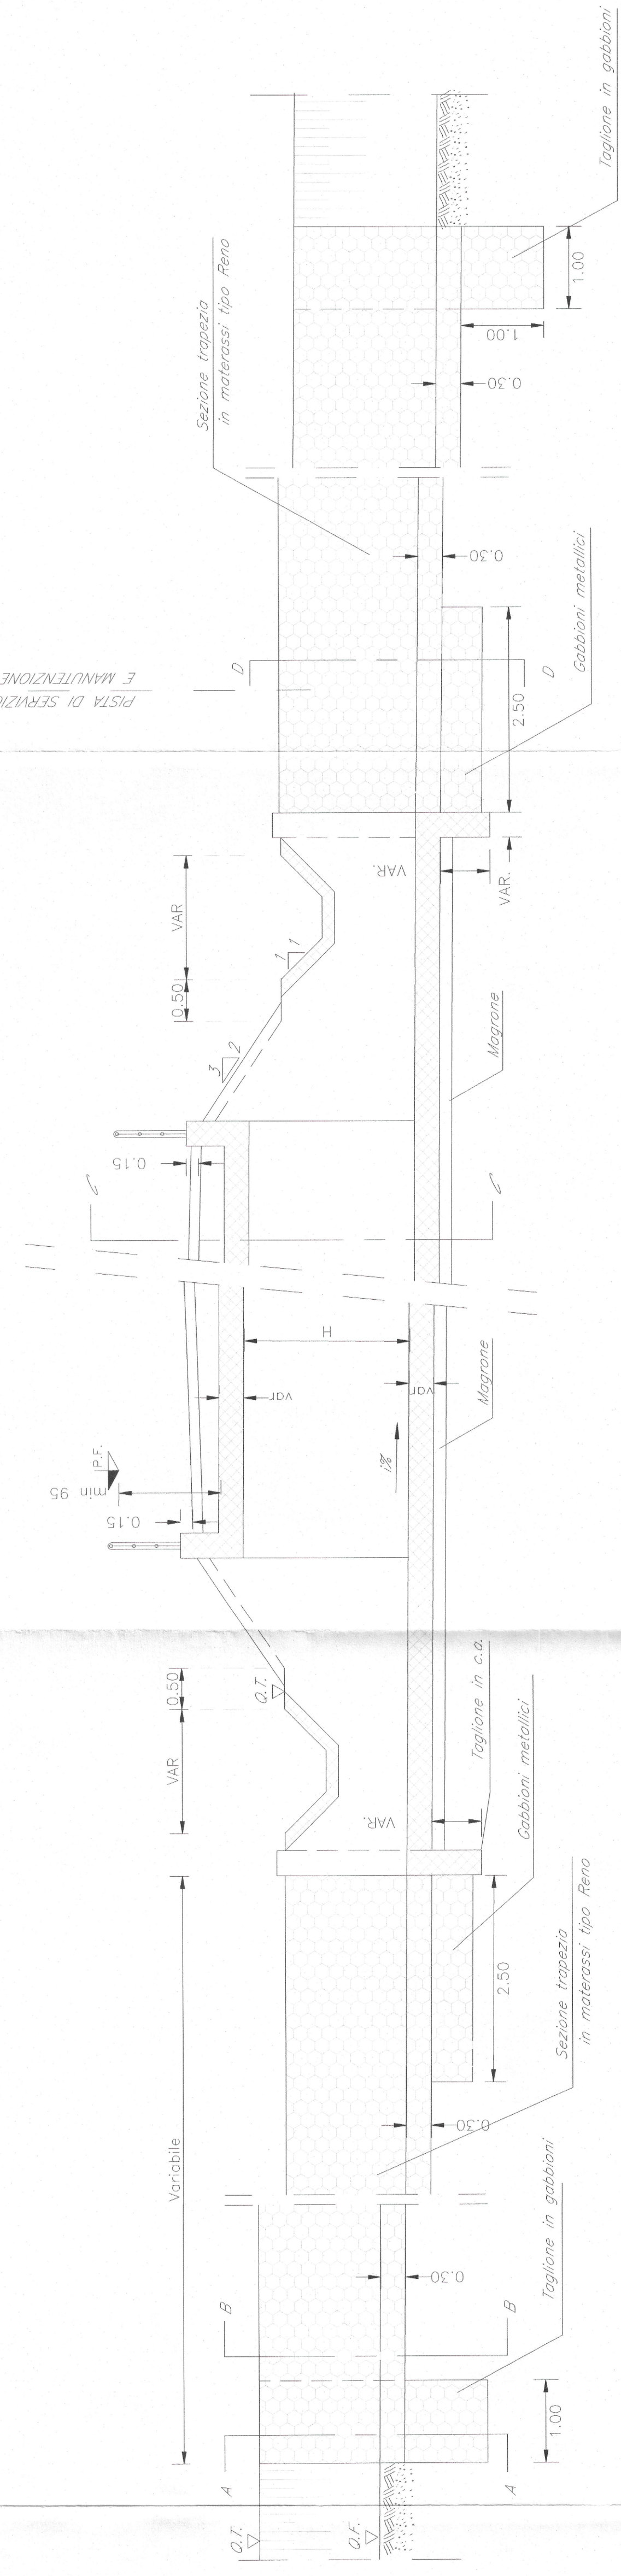 Q.T.
Q.F.
A
A
1.00
Taglione in gabbioni
B
B
0.30
Variabile
0.30
Sezione trapezia
in materassi tipo Reno
2.50
Gabbioni metallici
Taglione in c.a.
VAR.
VAR
0.50
Q.T.
0.15
min 95
P.F.
i%
var
var
H
Magrone
C
C
0.15
Magrone
3
2
0.50
1
1
VAR
VAR.
VAR.
2.50
Gabbioni metallici
D
D
PISTA DI SERVIZIO
E MANUTENZIONE
0.30
Sezione trapezia
in materassi tipo Reno
0.30
1.00
1.00
Taglione in gabbioni